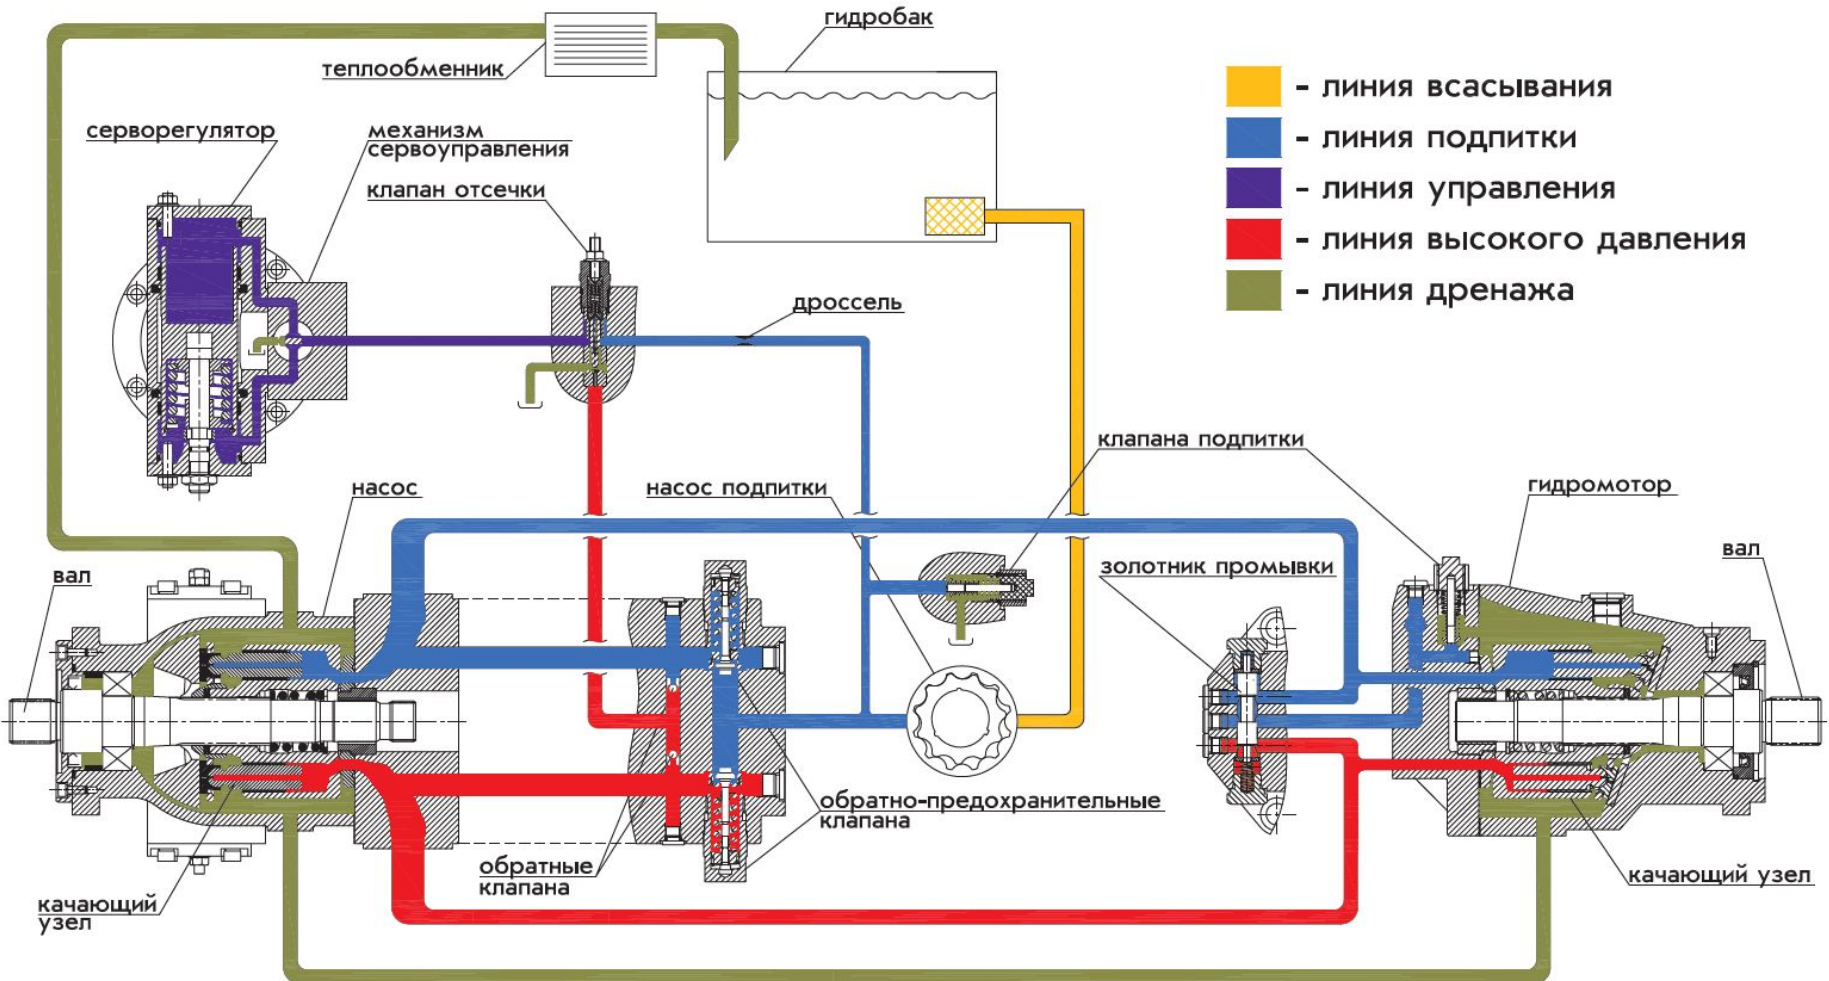 гидробак
теплообменник
- линия всасывания
- линия подпитки
- линия управления
- линия высокого давления
- линия дренажа
серворегулятор
механизм
сервоуправления
клапан отсечки
дроссель
клапана подпитки
насос
насос подпитки
гидромотор
вал
золотник промывки
вал
обратно-предохранительные
клапана
обратные
клапана
качающий узел
качающий
узел